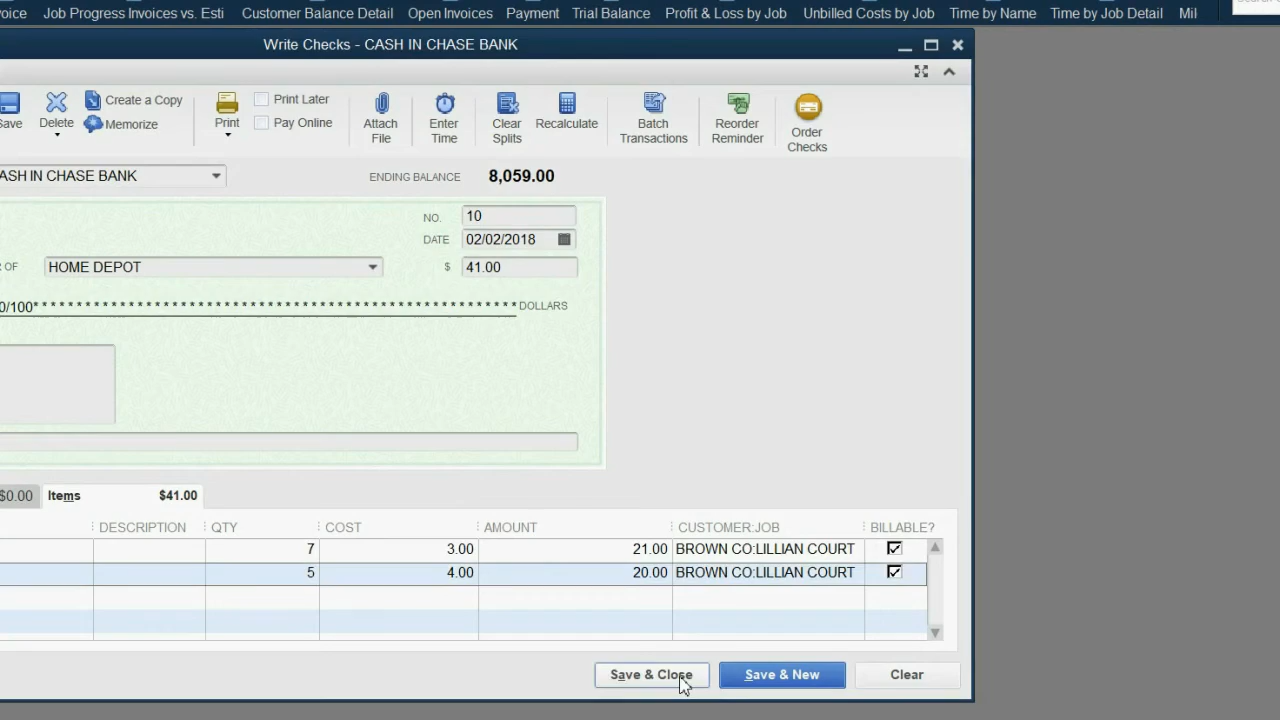 oice Job Progress Invoices vs. Esti Customer Balance Detail Open Invoices Payment Trial Balance Profit & Loss by Job Unbilled Costs by Job Time by Name Time by Job Detail Mil
Write Checks - CASH IN CHASE BANK
Save Delete Create a Copy Memorize Print Print Later Pay Online Attach File Enter Time Clear Splits Recalculate Batch Transactions Reorder Reminder Order Checks
ASH IN CHASE BANK ENDING BALANCE 8,059.00
NO. 10
DATE 02/02/2018
R OF HOME DEPOT $ 41.00
0/100* * * * * * * * * * * * * * * * * * * * * * * * * * * * * * * * * * * * * * * * * * * * * * * * * * * * * * * * DOLLARS
$0.00 Items $41.00
DESCRIPTION QTY COST AMOUNT CUSTOMER:JOB BILLABLE?
7 3.00 21.00 BROWN CO:LILLIAN COURT
5 4.00 20.00 BROWN CO:LILLIAN COURT
Save & Close Save & New Clear